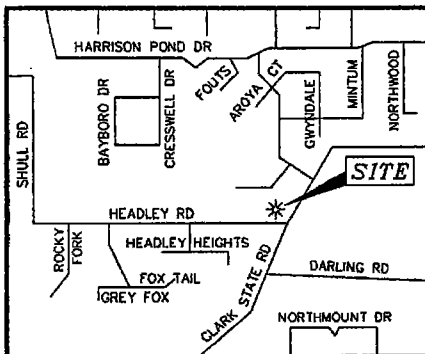 HARRISON POND DR
SHULL RD
BAYBORO DR
CRESSWELL DR
FOUTS
AROYA CT
GWYNDALE
MINTUM
NORTHWOOD
SITE
HEADLEY RD
ROCKY
FORK
HEADLEY HEIGHTS
FOX TAIL
GREY FOX
CLARK STATE RD
DARLING RD
NORTHMOUNT DR